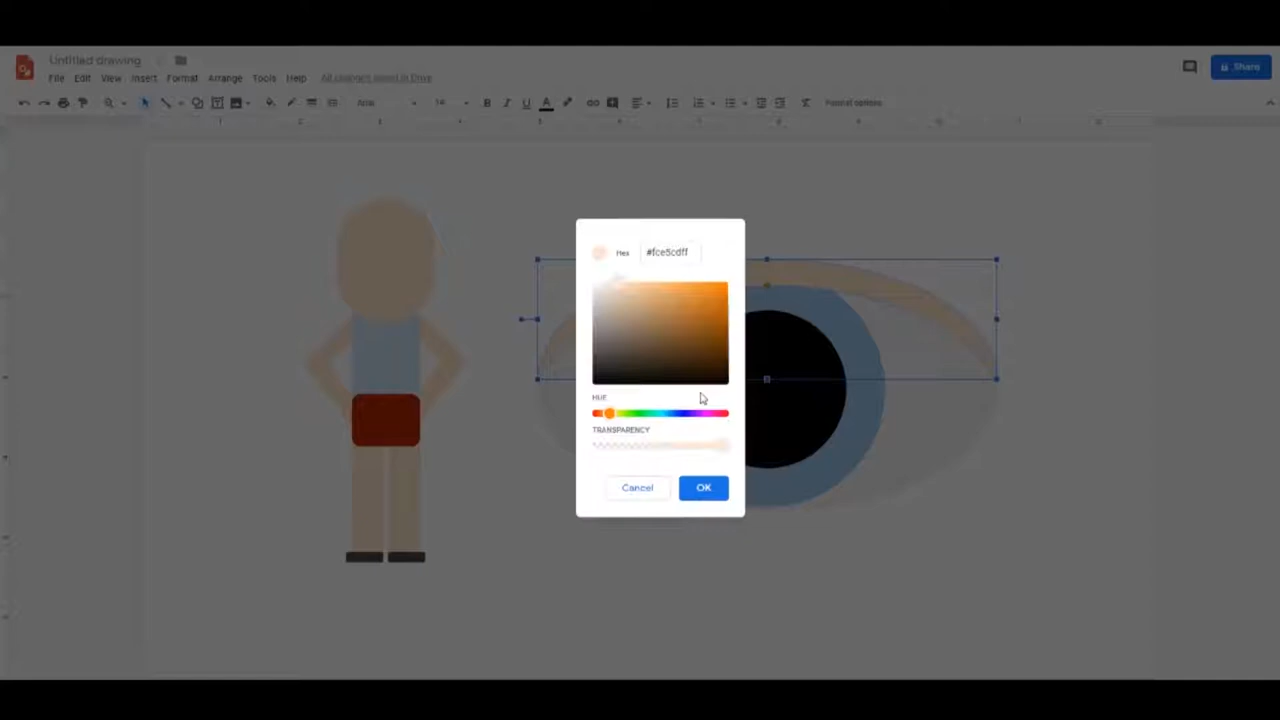 Untitled drawing
File Edit View Insert Format Arrange Tools Help All changes saved in Drive
Share
Arial 14 B I U A Format options
Hex #fce5cdff
HUE
TRANSPARENCY
Cancel OK